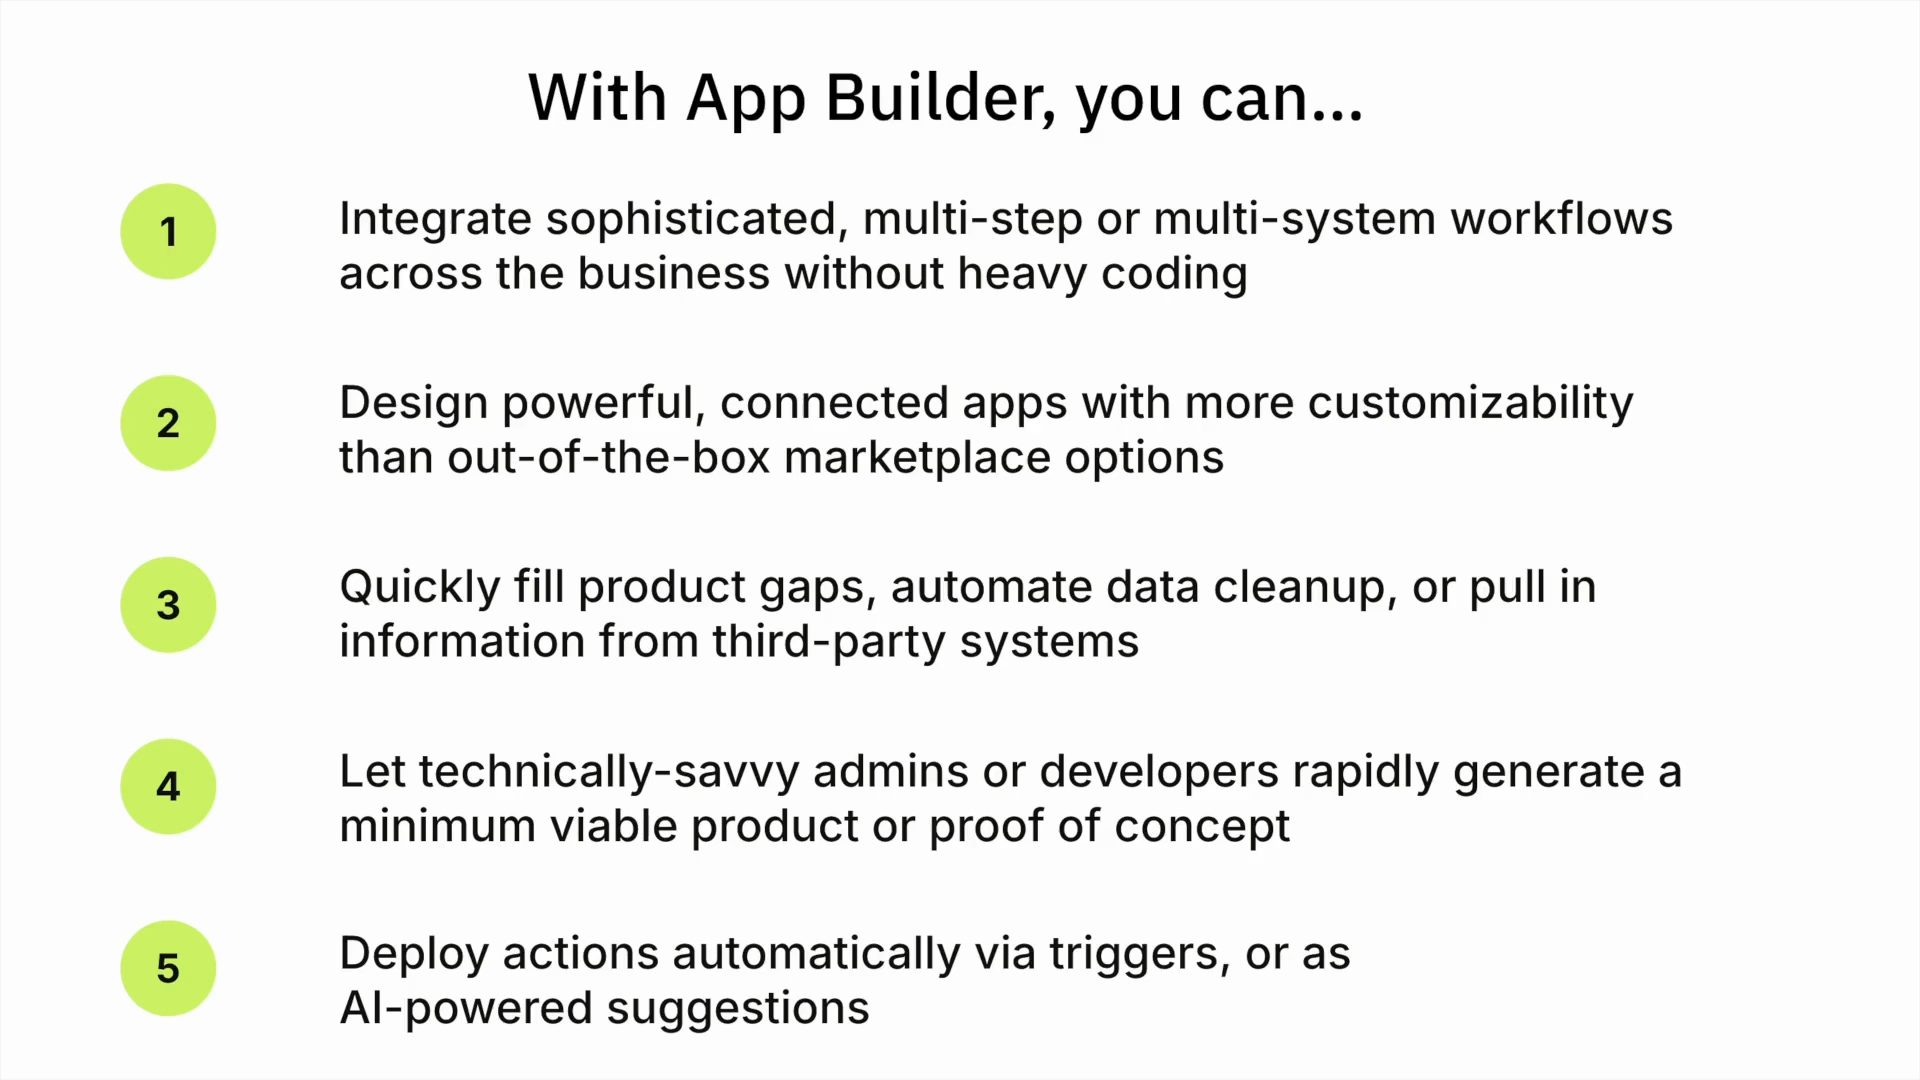 With App Builder, you can...
1
Integrate sophisticated, multi-step or multi-system workflows
across the business without heavy coding
2
Design powerful, connected apps with more customizability
than out-of-the-box marketplace options
3
Quickly fill product gaps, automate data cleanup, or pull in
information from third-party systems
4
Let technically-savvy admins or developers rapidly generate a
minimum viable product or proof of concept
5
Deploy actions automatically via triggers, or as
AI-powered suggestions